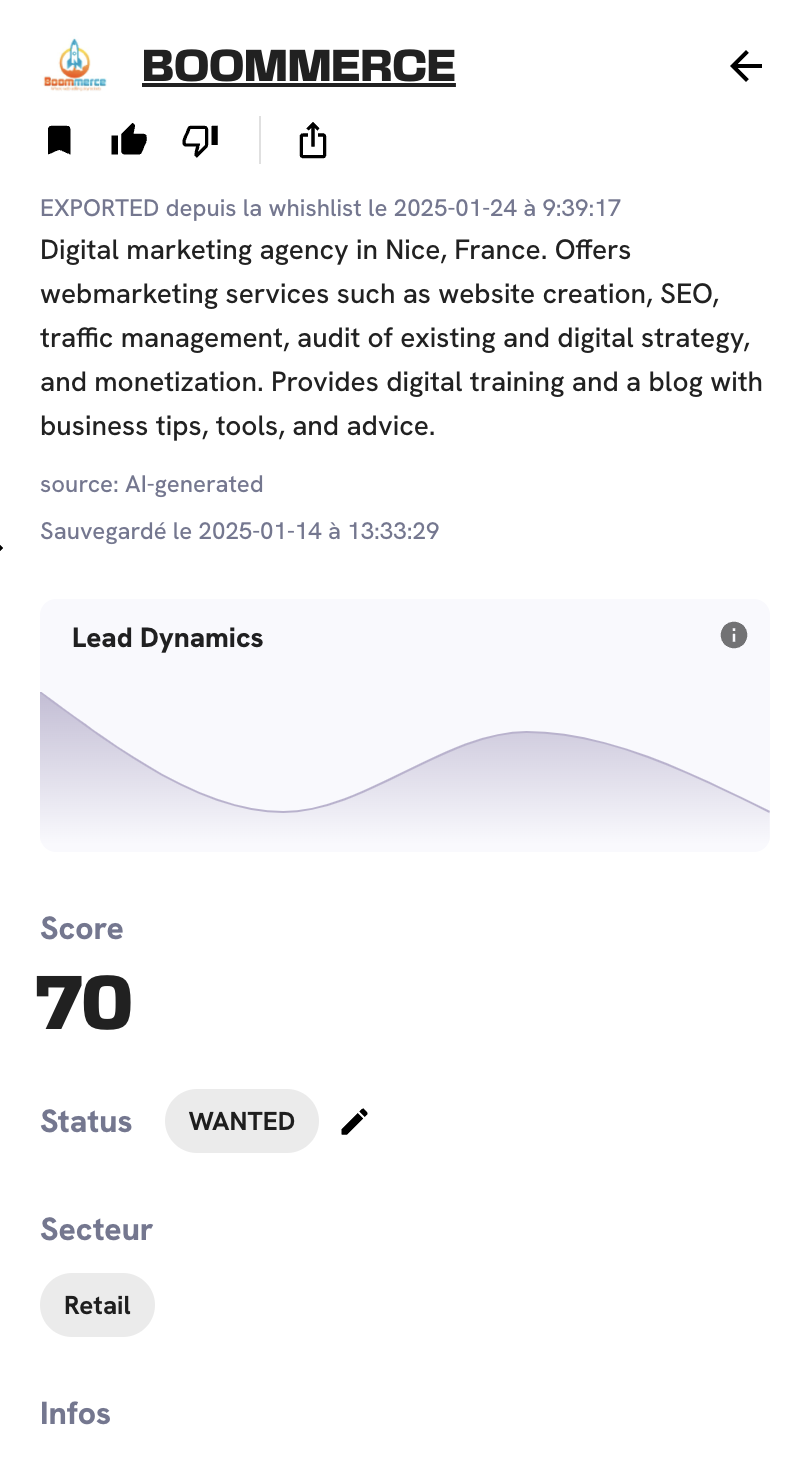 Boommerce
BOOMMERCE
EXPORTED depuis la whishlist le 2025-01-24 à 9:39:17
Digital marketing agency in Nice, France. Offers
webmarketing services such as website creation, SEO,
traffic management, audit of existing and digital strategy,
and monetization. Provides digital training and a blog with
business tips, tools, and advice.
source: AI-generated
Sauvegardé le 2025-01-14 à 13:33:29
Lead Dynamics
Score
70
Status WANTED
Secteur
Retail
Infos